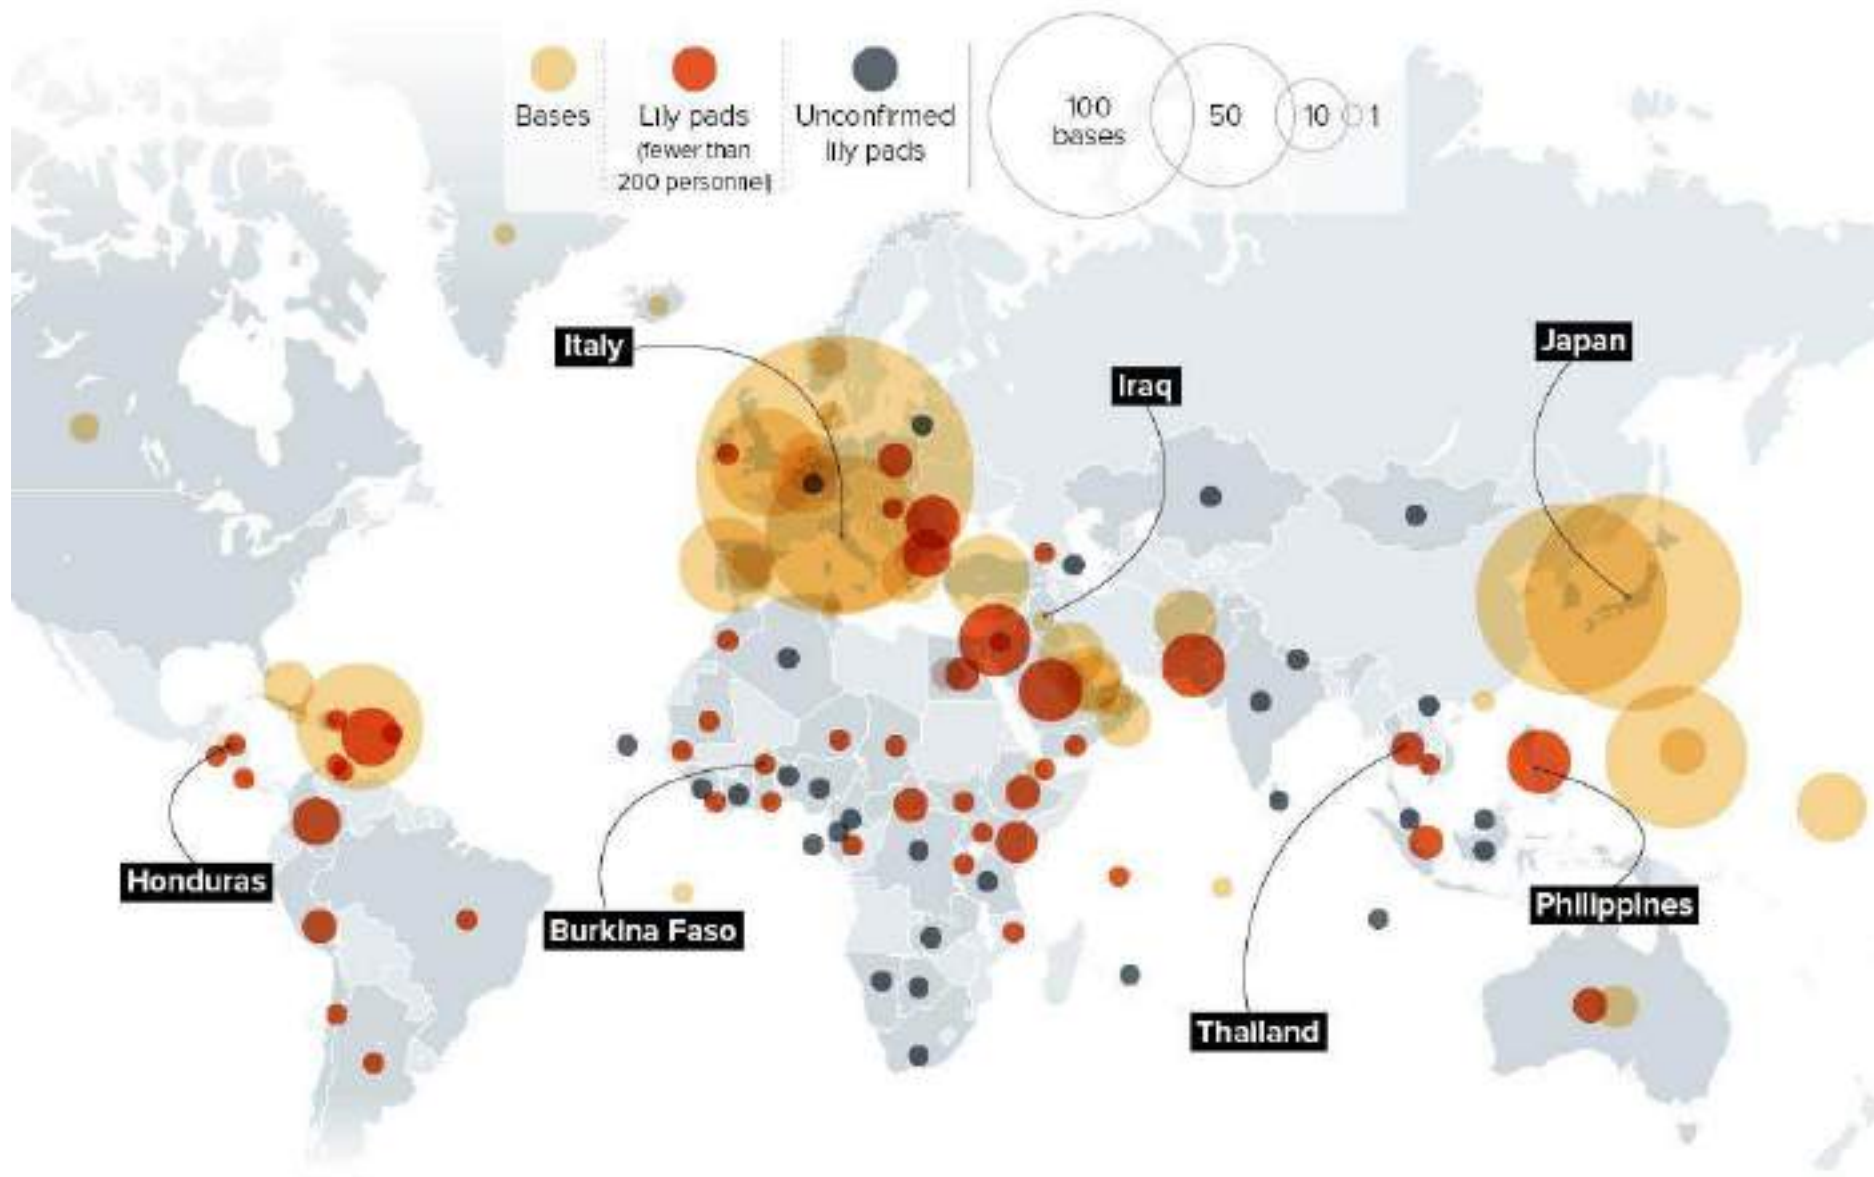 Bases
Lily pads
(fewer than
200 personnel)
Unconfirmed
lily pads
100
bases
50
10
1
Italy
Iraq
Japan
Honduras
Burkina Faso
Thailand
Philippines